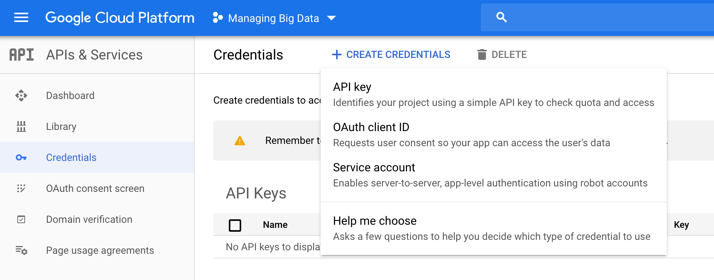 Google Cloud Platform
Managing Big Data
API APIs & Services
Credentials
+ CREATE CREDENTIALS
DELETE
Dashboard
Library
Credentials
OAuth consent screen
Domain verification
Page usage agreements
Create credentials to
Remember
API key
Identifies your project using a simple API key to check quota and access
OAuth client ID
Requests user consent so your app can access the user's data
Service account
Enables server-to-server, app-level authentication using robot accounts
Help me choose
Asks a few questions to help you decide which type of credential to use
API Keys
Name
Key
No API keys to